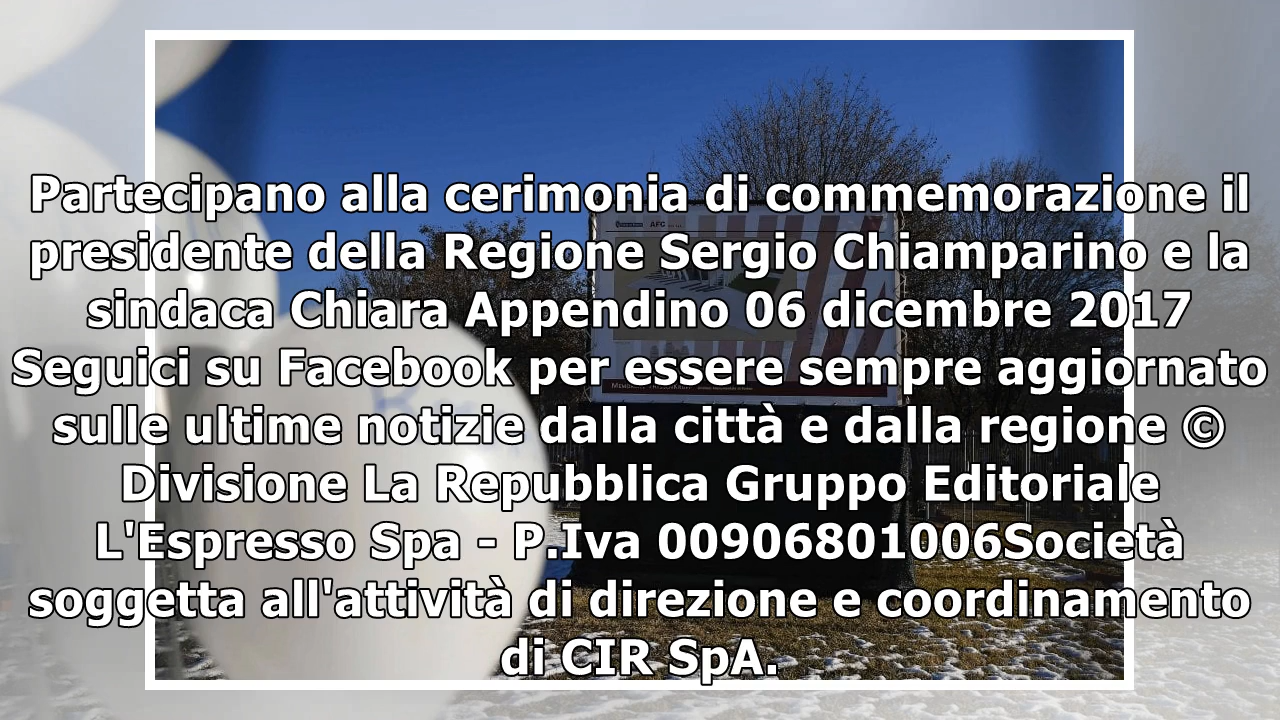 AFC
Partecipano alla cerimonia di commemorazione il
presidente della Regione Sergio Chiamparino e la
sindaca Chiara Appendino 06 dicembre 2017
Seguici su Facebook per essere sempre aggiornato
sulle ultime notizie dalla città e dalla regione ©
Divisione La Repubblica Gruppo Editoriale
L'Espresso Spa - P.Iva 00906801006Società
soggetta all'attività di direzione e coordinamento
di CIR SpA.